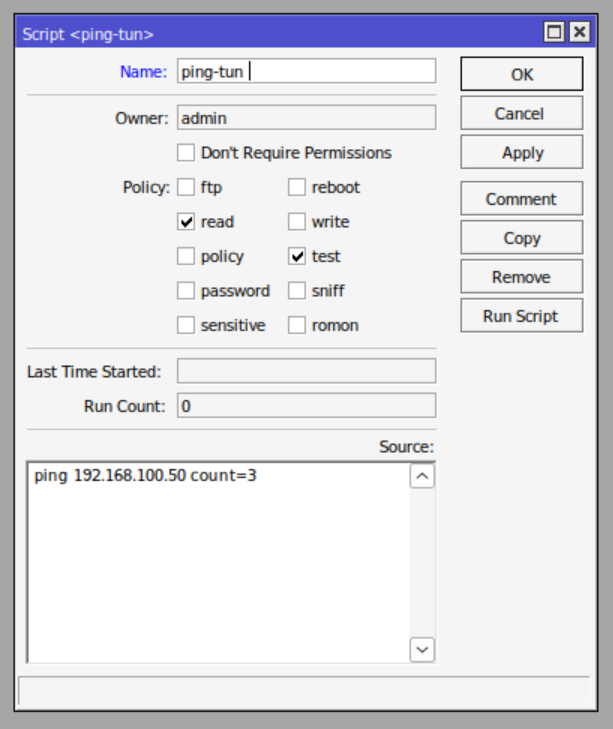 Script <ping-tun>
Name: ping-tun
OK
Owner: admin
Cancel
Don't Require Permissions
Apply
Policy: ftp reboot
Comment
read write
Copy
policy test
Remove
password sniff
Run Script
sensitive romon
Last Time Started:
Run Count: 0
Source:
ping 192.168.100.50 count=3